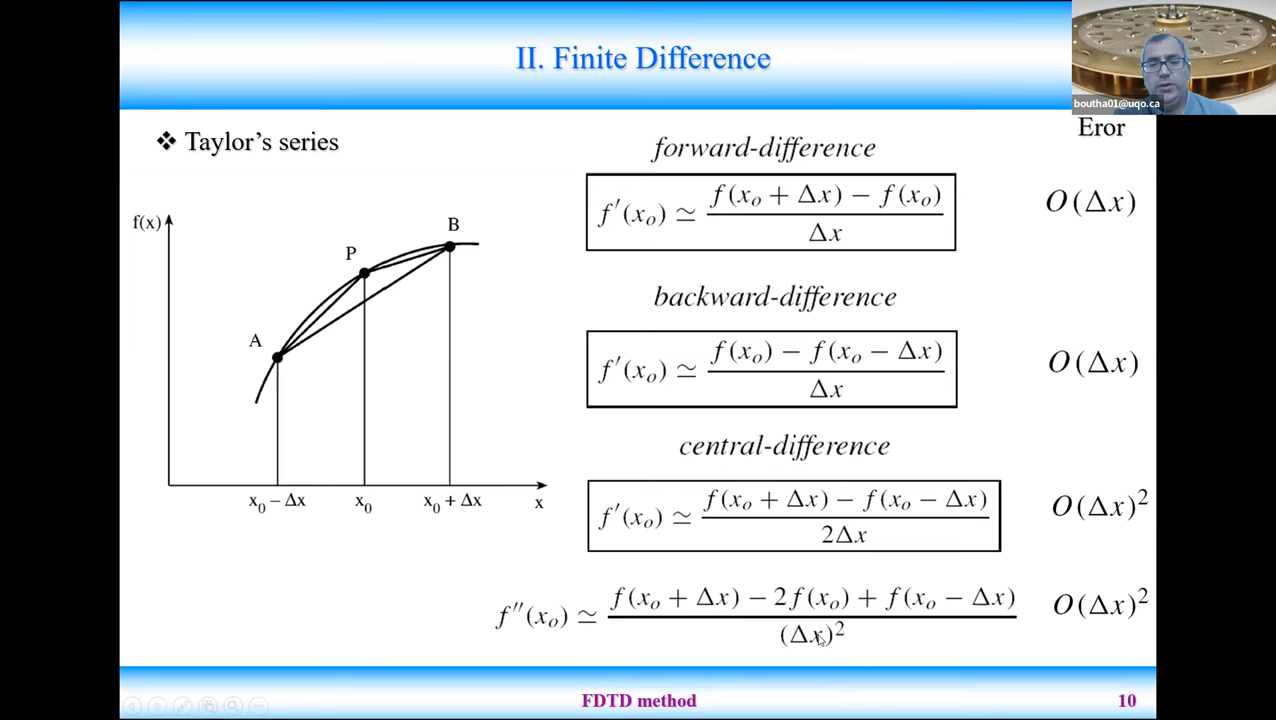 II. Finite Difference
boutha01@uqo.ca
❖ Taylor's series
Eror
forward-difference
f′(xₒ) ≃ (f(xₒ + Δx) − f(xₒ)) / Δx
O(Δx)
backward-difference
f′(xₒ) ≃ (f(xₒ) − f(xₒ − Δx)) / Δx
O(Δx)
central-difference
f′(xₒ) ≃ (f(xₒ + Δx) − f(xₒ − Δx)) / 2Δx
O(Δx)²
f″(xₒ) ≃ (f(xₒ + Δx) − 2f(xₒ) + f(xₒ − Δx)) / (Δx)²
O(Δx)²
f(x)
B
P
A
x₀ − Δx
x₀
x₀ + Δx
x
FDTD method
10